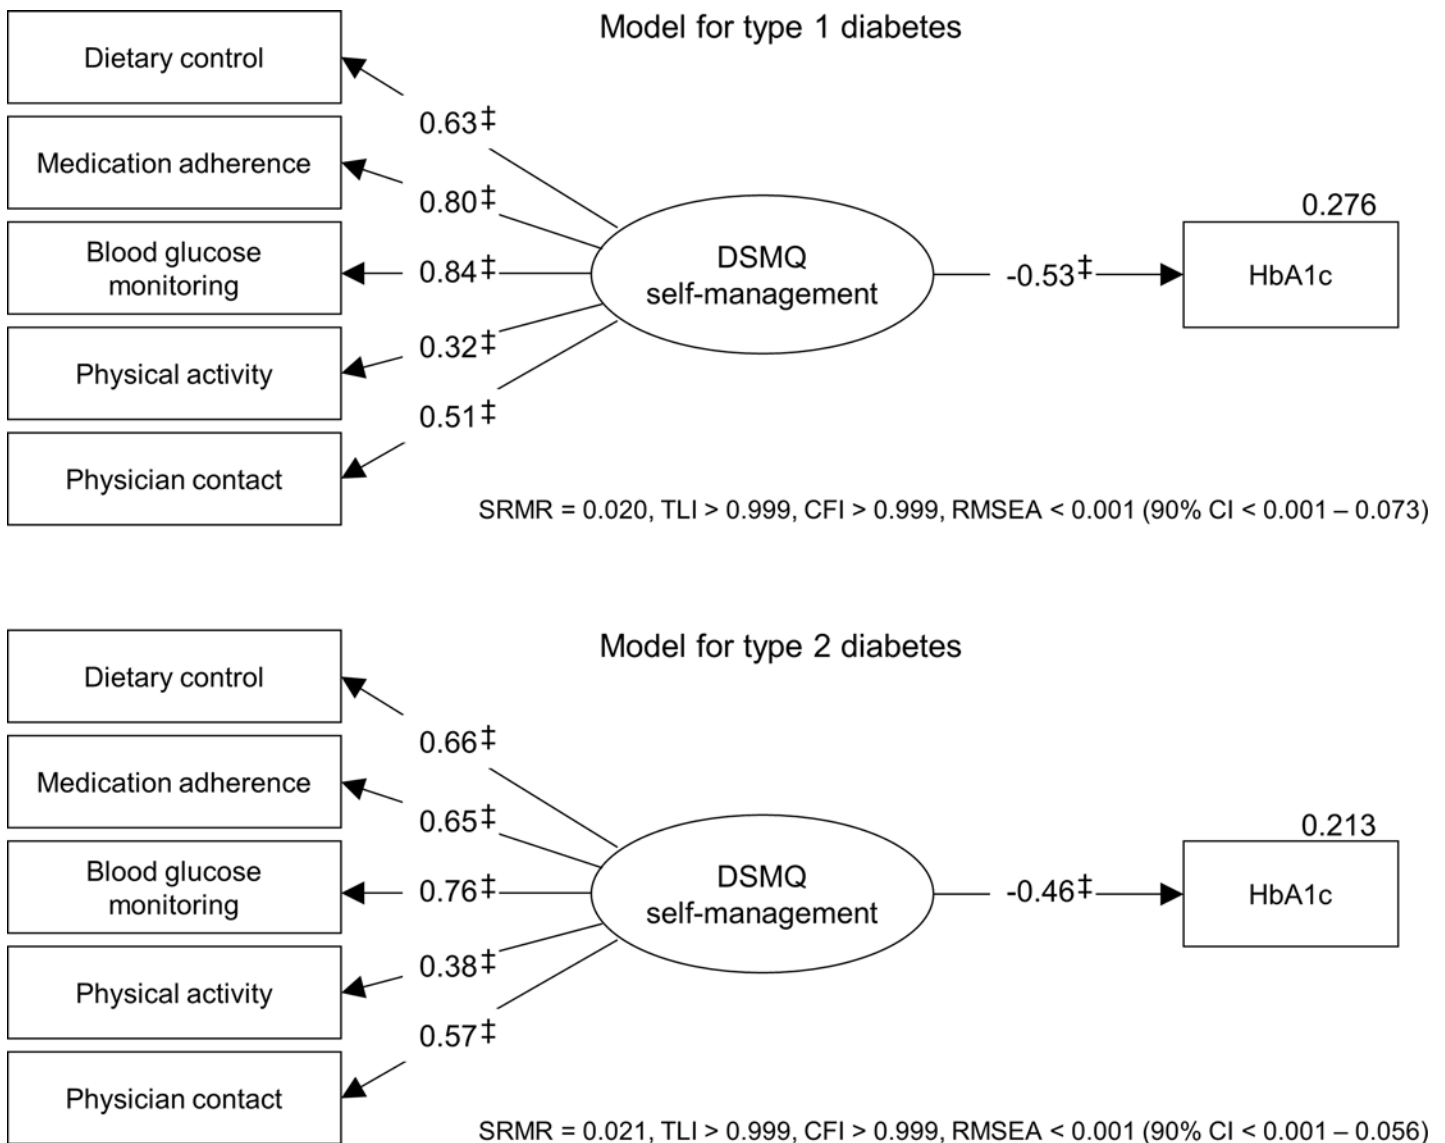 Model for type 1 diabetes
Dietary control
0.63‡
Medication adherence
0.80‡
Blood glucose
monitoring
0.84‡
Physical activity
0.32‡
Physician contact
0.51‡
DSMQ
self-management
-0.53‡
0.276
HbA1c
SRMR = 0.020, TLI > 0.999, CFI > 0.999, RMSEA < 0.001 (90% CI < 0.001 – 0.073)
Model for type 2 diabetes
Dietary control
0.66‡
Medication adherence
0.65‡
Blood glucose
monitoring
0.76‡
Physical activity
0.38‡
Physician contact
0.57‡
DSMQ
self-management
-0.46‡
0.213
HbA1c
SRMR = 0.021, TLI > 0.999, CFI > 0.999, RMSEA < 0.001 (90% CI < 0.001 – 0.056)